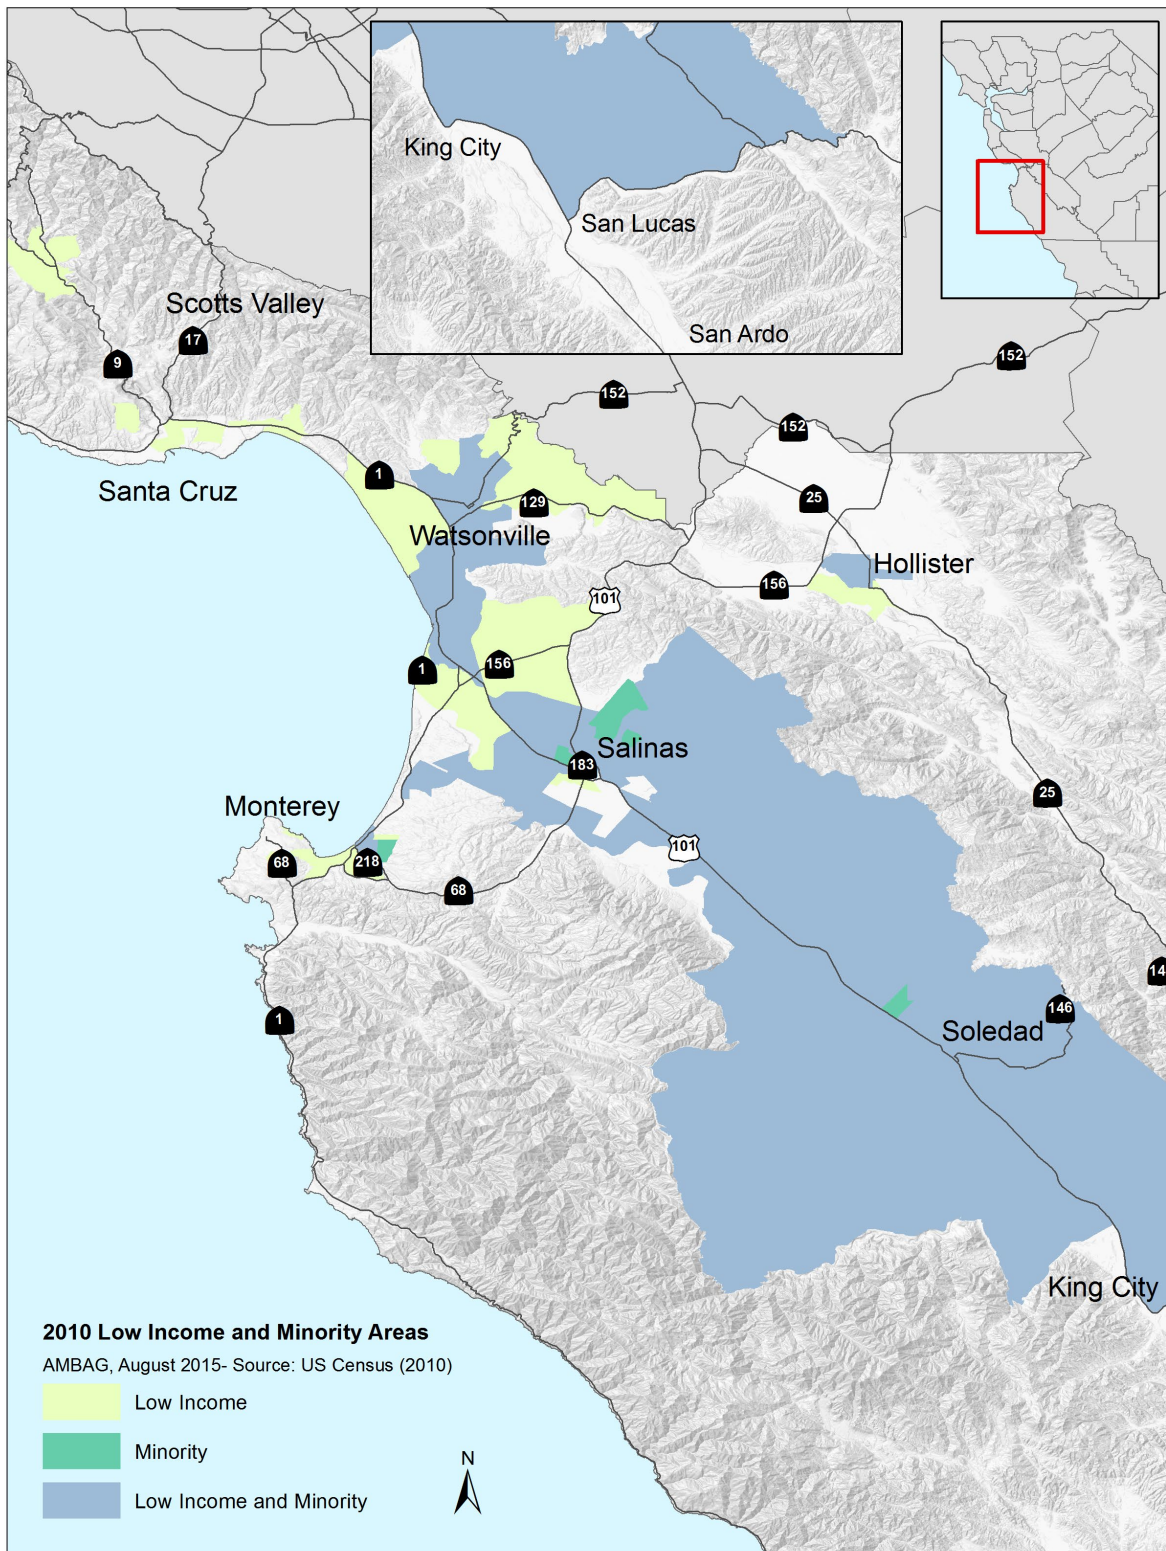 King City
San Lucas
San Ardo
Scotts Valley
17
9
152
152
152
Santa Cruz
1
25
129
Watsonville
Hollister
156
101
1
156
Salinas
183
Monterey
25
101
68
218
68
14
146
1
Soledad
King City
2010 Low Income and Minority Areas
AMBAG, August 2015- Source: US Census (2010)
Low Income
Minority
Low Income and Minority
N